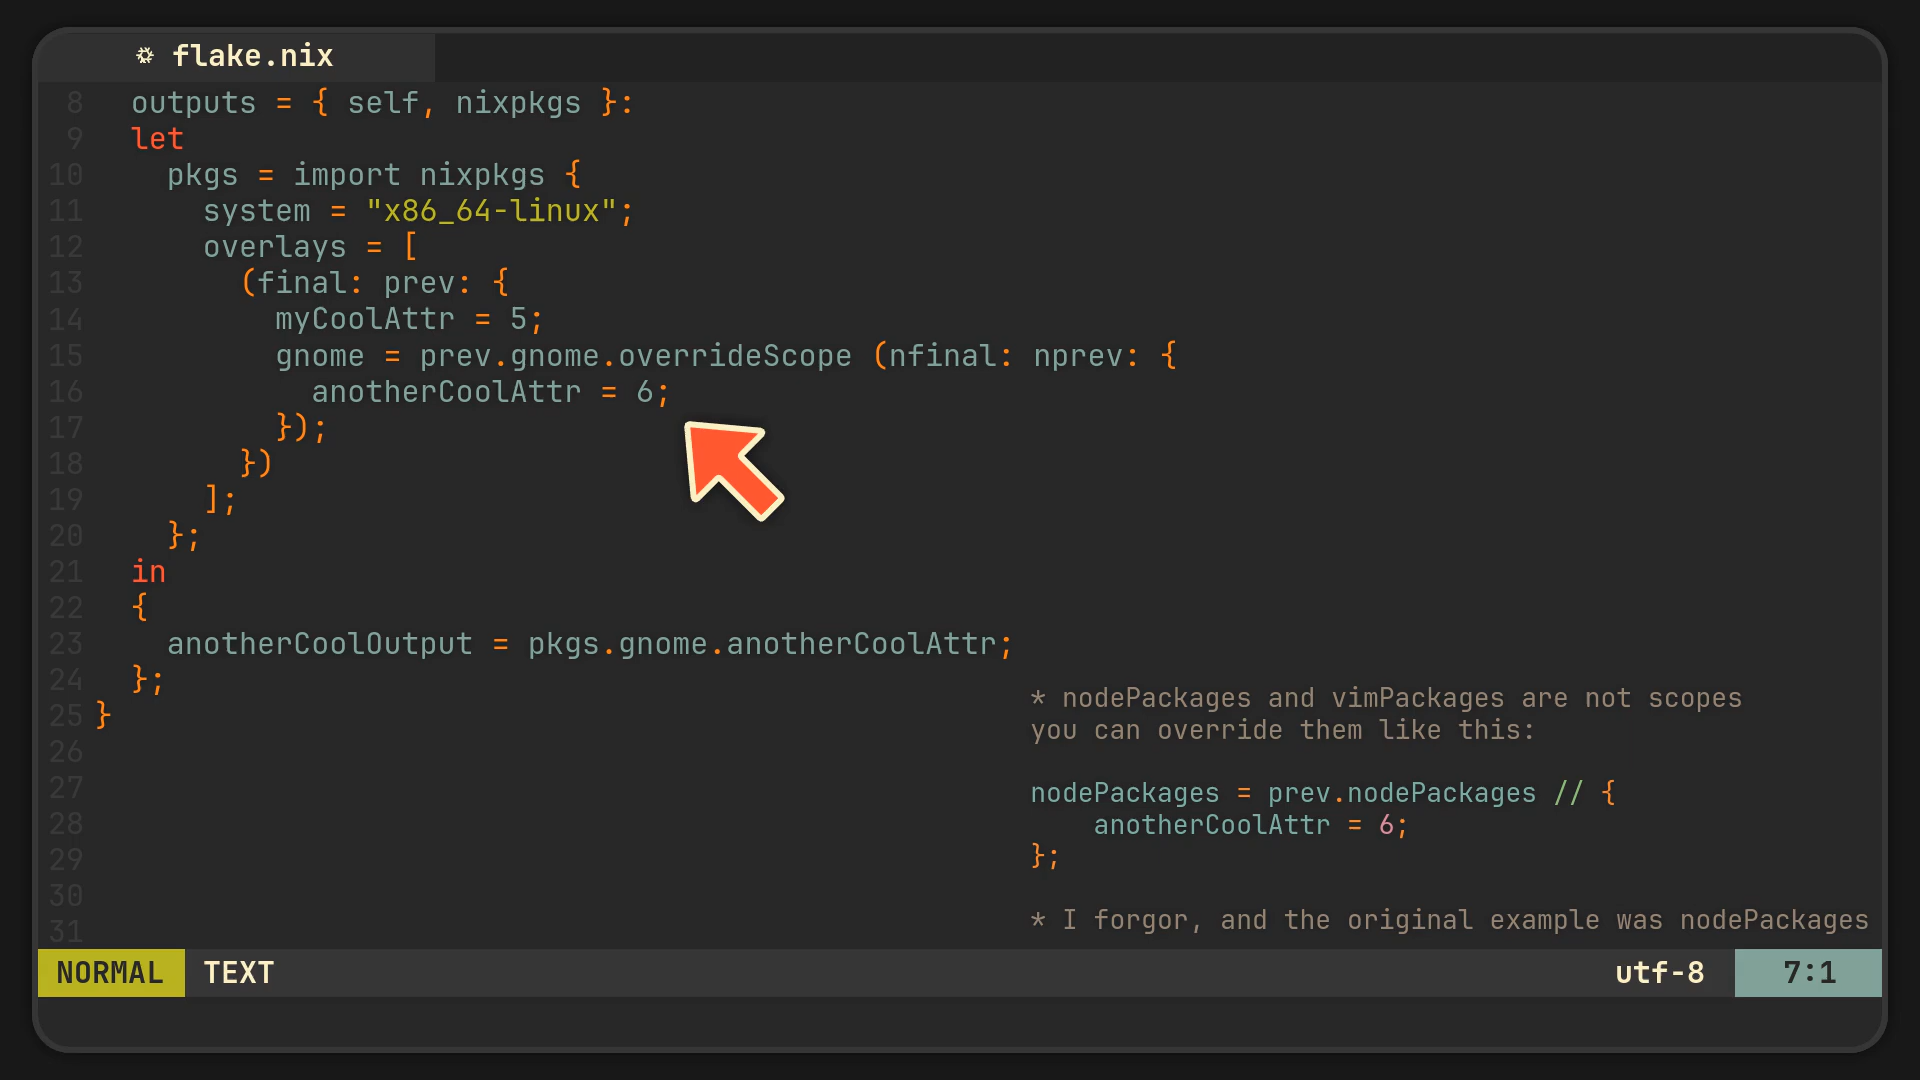 flake.nix
8 outputs = { self, nixpkgs }:
9 let
10 pkgs = import nixpkgs {
11 system = "x86_64-linux";
12 overlays = [
13 (final: prev: {
14 myCoolAttr = 5;
15 gnome = prev.gnome.overrideScope (nfinal: nprev: {
16 anotherCoolAttr = 6;
17 });
18 })
19 ];
20 };
21 in
22 {
23 anotherCoolOutput = pkgs.gnome.anotherCoolAttr;
24 };
25 }
26
27
28
29
30
31
* nodePackages and vimPackages are not scopes
you can override them like this:
nodePackages = prev.nodePackages // {
anotherCoolAttr = 6;
};
* I forgor, and the original example was nodePackages
NORMAL TEXT utf-8 7:1